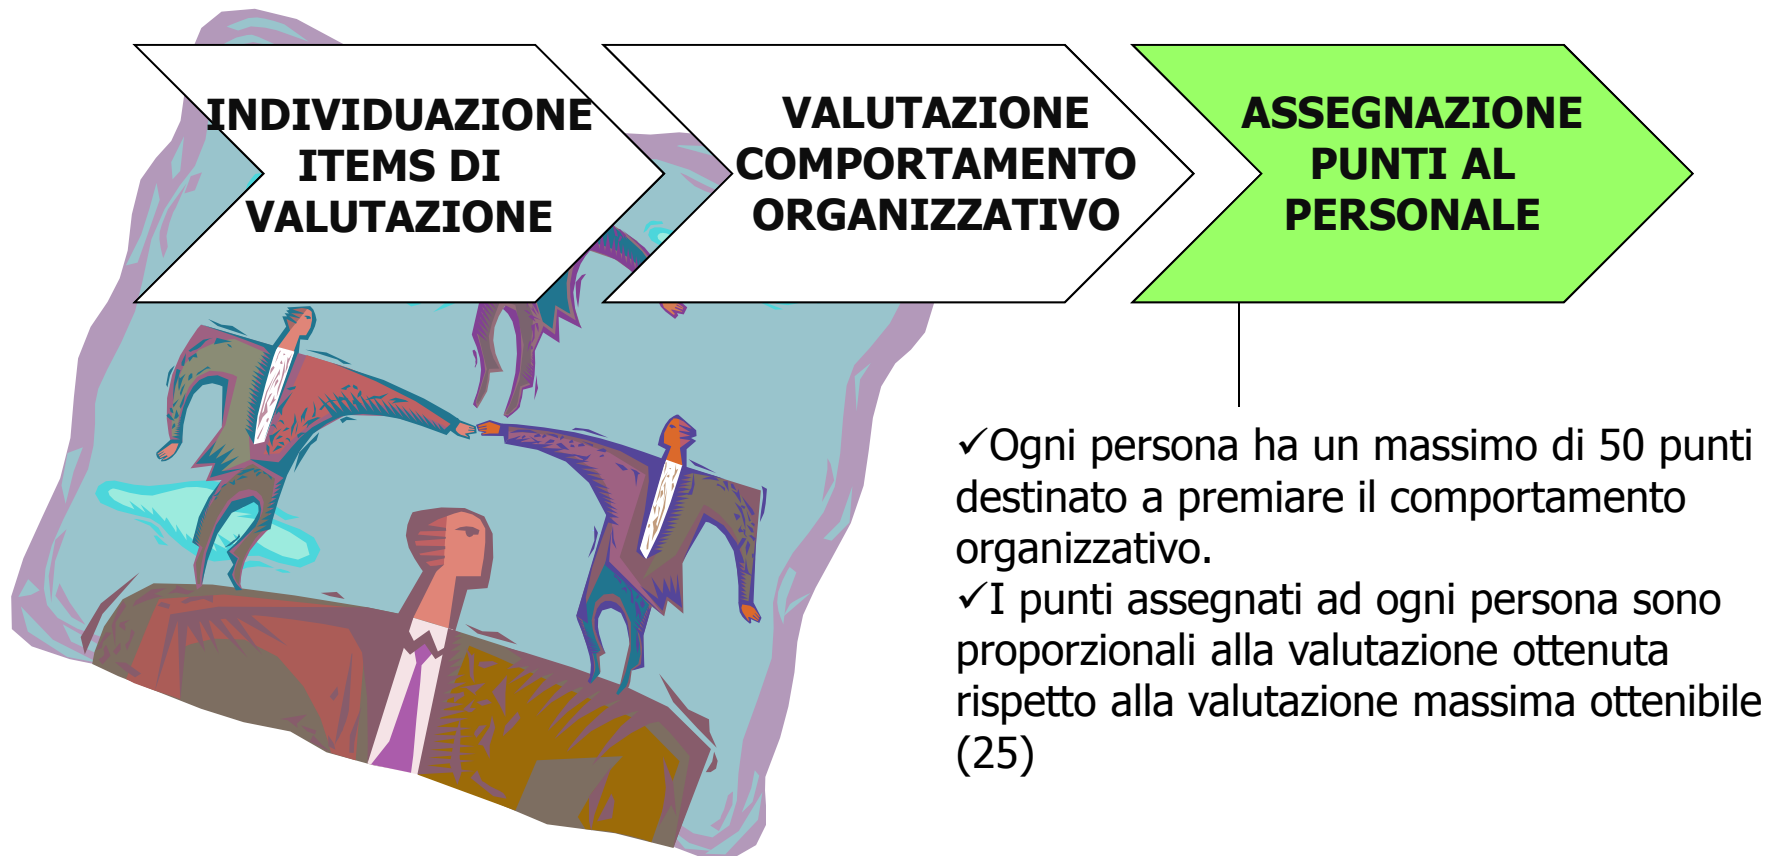 INDIVIDUAZIONE
ITEMS DI
VALUTAZIONE
VALUTAZIONE
COMPORTAMENTO
ORGANIZZATIVO
ASSEGNAZIONE
PUNTI AL
PERSONALE
✓Ogni persona ha un massimo di 50 punti
destinato a premiare il comportamento
organizzativo.
✓I punti assegnati ad ogni persona sono
proporzionali alla valutazione ottenuta
rispetto alla valutazione massima ottenibile
(25)